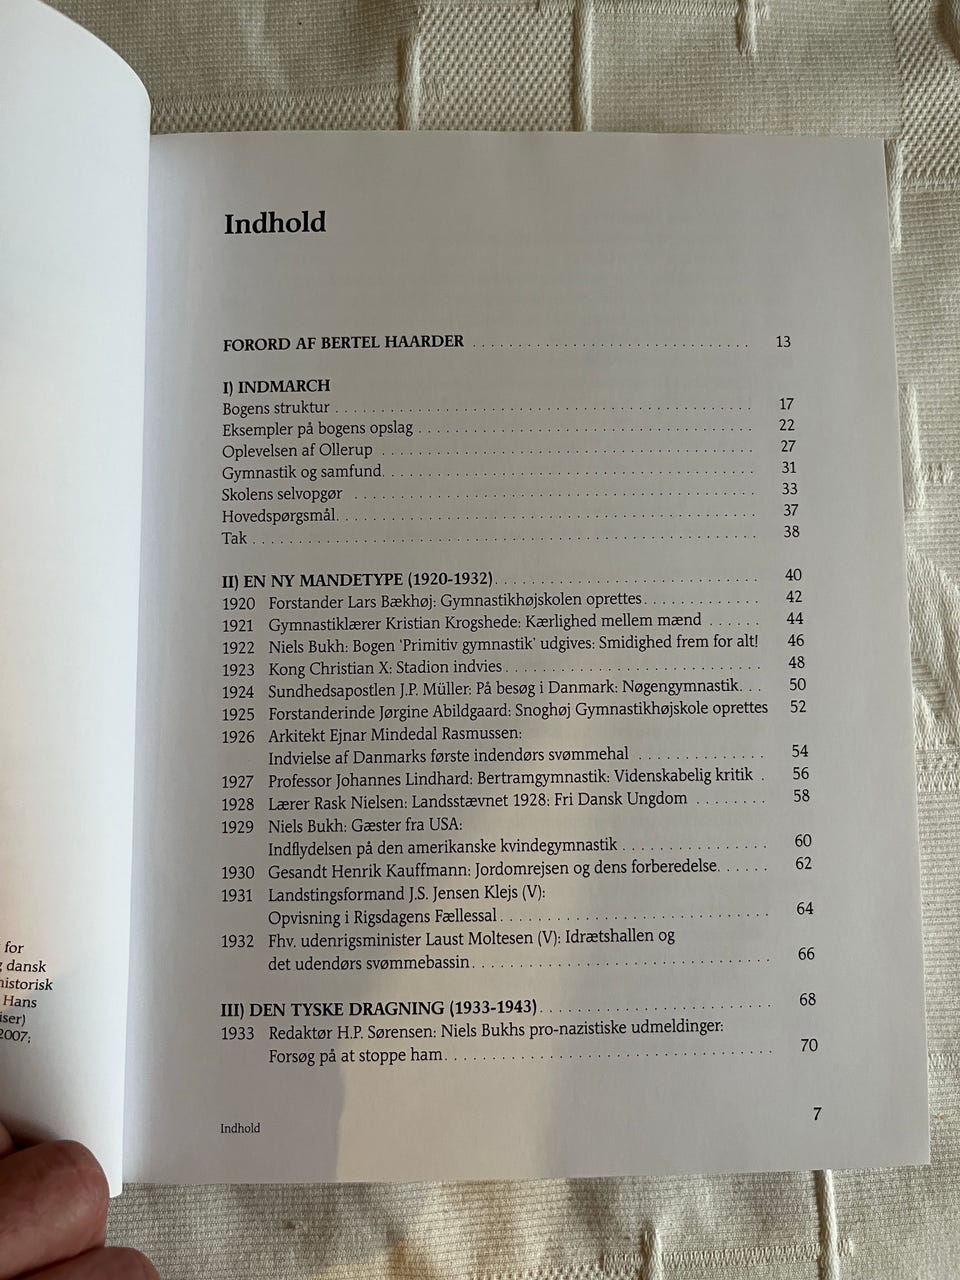 for
g dansk
historisk
Hans
iser)
2007;
Indhold
FORORD AF BERTEL HAARDER . . . . . . . . . . . . . . . . . . . . . . . . . . . . . . 13
I) INDMARCH
Bogens struktur . . . . . . . . . . . . . . . . . . . . . . . . . . . . . . . . . . . . . . . . . . . . . 17
Eksempler på bogens opslag . . . . . . . . . . . . . . . . . . . . . . . . . . . . . . . . . . . . 22
Oplevelsen af Ollerup . . . . . . . . . . . . . . . . . . . . . . . . . . . . . . . . . . . . . . . . 27
Gymnastik og samfund. . . . . . . . . . . . . . . . . . . . . . . . . . . . . . . . . . . . . . . . 31
Skolens selvopgør . . . . . . . . . . . . . . . . . . . . . . . . . . . . . . . . . . . . . . . . . . . 33
Hovedspørgsmål. . . . . . . . . . . . . . . . . . . . . . . . . . . . . . . . . . . . . . . . . . . . . 37
Tak . . . . . . . . . . . . . . . . . . . . . . . . . . . . . . . . . . . . . . . . . . . . . . . . . . . . . . 38
II) EN NY MANDETYPE (1920-1932). . . . . . . . . . . . . . . . . . . . . . . . . . . . . 40
1920 Forstander Lars Bækhøj: Gymnastikhøjskolen oprettes. . . . . . . . . . . . . 42
1921 Gymnastiklærer Kristian Krogshede: Kærlighed mellem mænd . . . . . . 44
1922 Niels Bukh: Bogen ‘Primitiv gymnastik’ udgives: Smidighed frem for alt! 46
1923 Kong Christian X: Stadion indvies . . . . . . . . . . . . . . . . . . . . . . . . . . . . 48
1924 Sundhedsapostlen J.P. Müller: På besøg i Danmark: Nøgengymnastik. . . 50
1925 Forstanderinde Jørgine Abildgaard: Snoghøj Gymnastikhøjskole oprettes 52
1926 Arkitekt Ejnar Mindedal Rasmussen:
Indvielse af Danmarks første indendørs svømmehal . . . . . . . . . . . . . . 54
1927 Professor Johannes Lindhard: Bertramgymnastik: Videnskabelig kritik . 56
1928 Lærer Rask Nielsen: Landsstævnet 1928: Fri Dansk Ungdom . . . . . . . . 58
1929 Niels Bukh: Gæster fra USA:
Indflydelsen på den amerikanske kvindegymnastik . . . . . . . . . . . . . . . . 60
1930 Gesandt Henrik Kauffmann: Jordomrejsen og dens forberedelse. . . . . . 62
1931 Landstingsformand J.S. Jensen Klejs (V):
Opvisning i Rigsdagens Fællessal . . . . . . . . . . . . . . . . . . . . . . . . . . . . . . 64
1932 Fhv. udenrigsminister Laust Moltesen (V): Idrætshallen og
det udendørs svømmebassin. . . . . . . . . . . . . . . . . . . . . . . . . . . . . . . . . . 66
III) DEN TYSKE DRAGNING (1933-1943). . . . . . . . . . . . . . . . . . . . . . . . . . 68
1933 Redaktør H.P. Sørensen: Niels Bukhs pro-nazistiske udmeldinger:
Forsøg på at stoppe ham. . . . . . . . . . . . . . . . . . . . . . . . . . . . . . . . . . . . . 70
Indhold 7